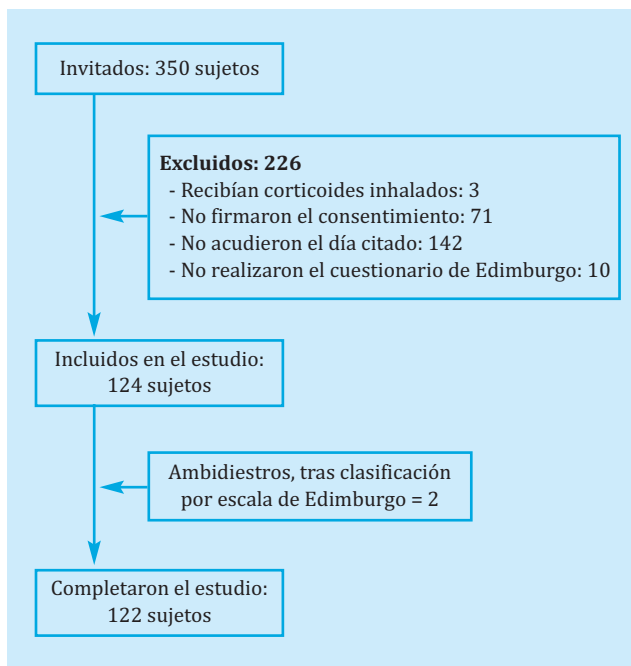 Invitados: 350 sujetos
Excluidos: 226
- Recibían corticoides inhalados: 3
- No firmaron el consentimiento: 71
- No acudieron el día citado: 142
- No realizaron el cuestionario de Edimburgo: 10
Incluidos en el estudio:
124 sujetos
Ambidiestros, tras clasificación
por escala de Edimburgo = 2
Completaron el estudio:
122 sujetos